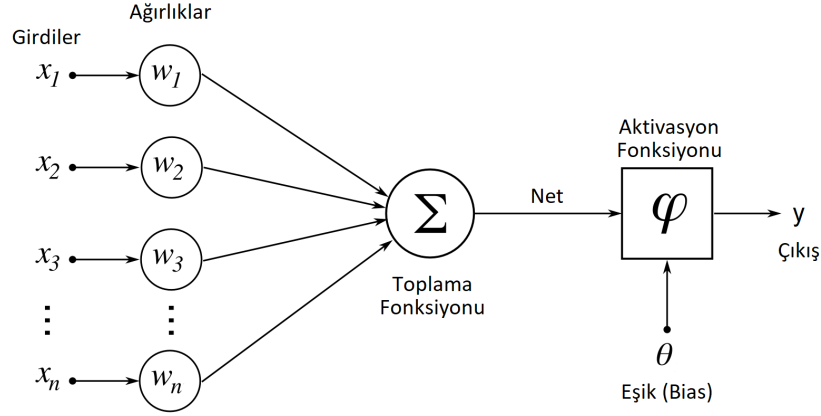 Ağırlıklar
Girdiler
x1
w1
x2
w2
x3
w3
xn
wn
Σ
Toplama
Fonksiyonu
Net
Aktivasyon
Fonksiyonu
φ
y
Çıkış
θ
Eşik (Bias)